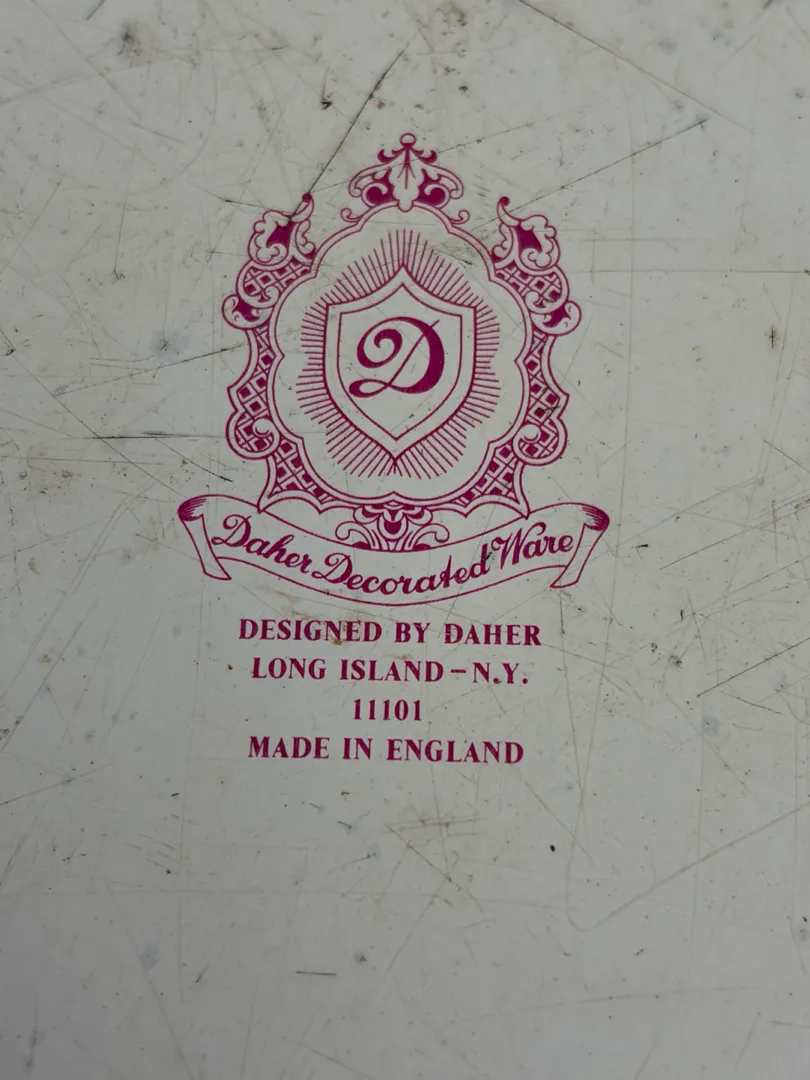 D
Daher Decorated Ware
DESIGNED BY DAHER
LONG ISLAND – N.Y.
11101
MADE IN ENGLAND